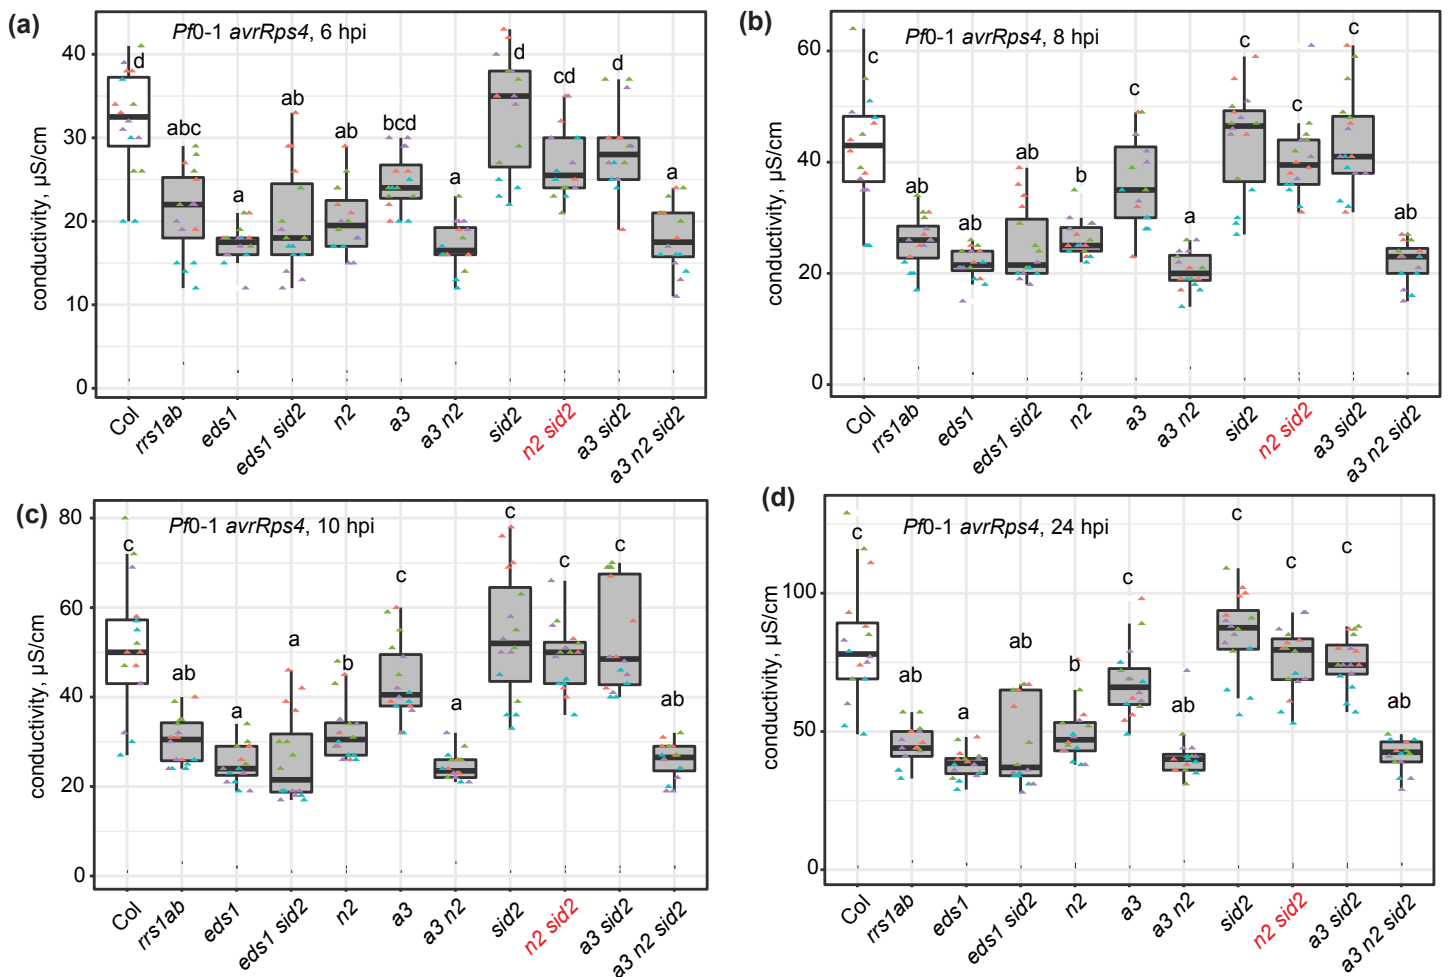 (a)
Pf0-1 avrRps4, 6 hpi
conductivity, µS/cm
40
30
20
10
0
d
abc
a
ab
ab
bcd
a
d
cd
d
a
Col
rrs1ab
eds1
eds1 sid2
n2
a3
a3 n2
sid2
n2 sid2
a3 sid2
a3 n2 sid2
(b)
Pf0-1 avrRps4, 8 hpi
conductivity, µS/cm
60
40
20
0
c
ab
ab
ab
b
c
a
c
c
c
ab
Col
rrs1ab
eds1
eds1 sid2
n2
a3
a3 n2
sid2
n2 sid2
a3 sid2
a3 n2 sid2
(c)
Pf0-1 avrRps4, 10 hpi
conductivity, µS/cm
80
60
40
20
0
c
ab
a
a
b
c
a
c
c
c
ab
Col
rrs1ab
eds1
eds1 sid2
n2
a3
a3 n2
sid2
n2 sid2
a3 sid2
a3 n2 sid2
(d)
Pf0-1 avrRps4, 24 hpi
conductivity, µS/cm
100
50
0
c
ab
a
ab
b
c
ab
c
c
c
ab
Col
rrs1ab
eds1
eds1 sid2
n2
a3
a3 n2
sid2
n2 sid2
a3 sid2
a3 n2 sid2